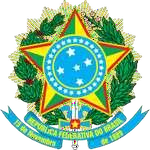 REPÚBLICA FEDERATIVA DO BRASIL
15 de Novembro
de 1889